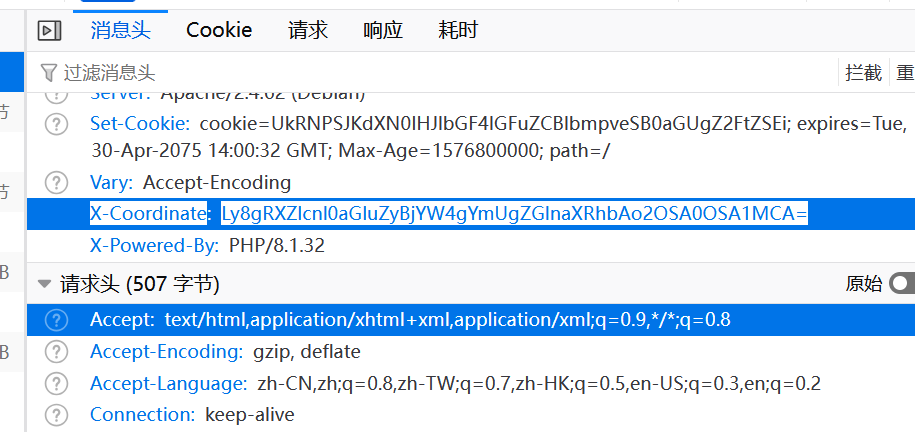 消息头 Cookie 请求 响应 耗时
过滤消息头 拦截 重
Server: Apache/2.4.62 (Debian)
节
Set-Cookie: cookie=UkRNPSJKdXN0IHJlbGF4IGFuZCBlbmpveSB0aGUgZ2FtZSEi; expires=Tue,
30-Apr-2075 14:00:32 GMT; Max-Age=1576800000; path=/
节 Vary: Accept-Encoding
X-Coordinate: Ly8gRXZlcnl0aGluZyBjYW4gYmUgZGlnaXRhbAo2OSA0OSA1MCA=
X-Powered-By: PHP/8.1.32
B 请求头 (507 字节) 原始
Accept: text/html,application/xhtml+xml,application/xml;q=0.9,*/*;q=0.8
B Accept-Encoding: gzip, deflate
Accept-Language: zh-CN,zh;q=0.8,zh-TW;q=0.7,zh-HK;q=0.5,en-US;q=0.3,en;q=0.2
Connection: keep-alive